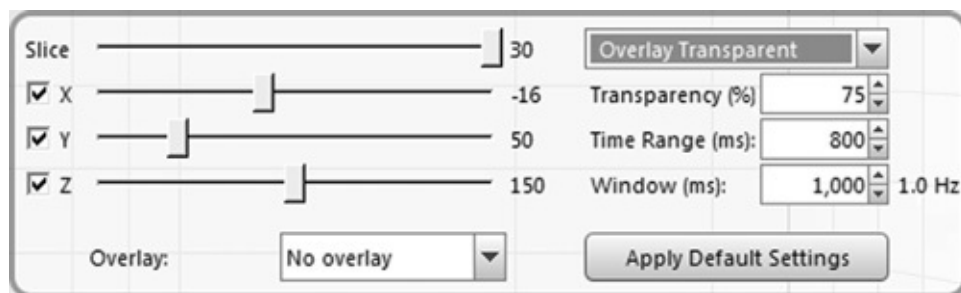 Slice 30 Overlay Transparent
X -16 Transparency (%) 75
Y 50 Time Range (ms): 800
Z 150 Window (ms): 1,000 1.0 Hz
Overlay: No overlay Apply Default Settings